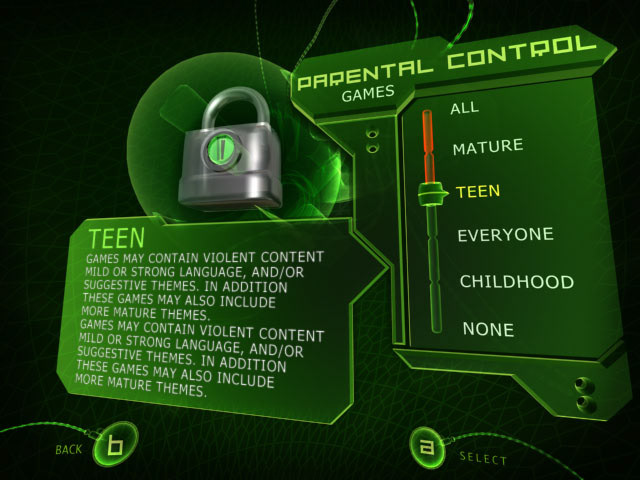 PARENTAL CONTROL
GAMES
ALL
MATURE
TEEN
EVERYONE
CHILDHOOD
NONE
TEEN
GAMES MAY CONTAIN VIOLENT CONTENT
MILD OR STRONG LANGUAGE, AND/OR
SUGGESTIVE THEMES. IN ADDITION
THESE GAMES MAY ALSO INCLUDE
MORE MATURE THEMES.
GAMES MAY CONTAIN VIOLENT CONTENT
MILD OR STRONG LANGUAGE, AND/OR
SUGGESTIVE THEMES. IN ADDITION
THESE GAMES MAY ALSO INCLUDE
MORE MATURE THEMES.
BACK b
a SELECT